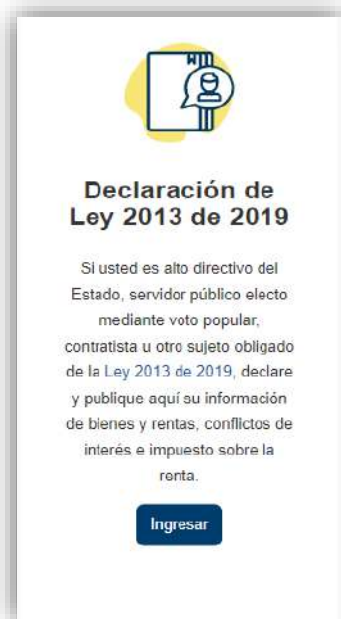 Declaración de
Ley 2013 de 2019
Si usted es alto directivo del
Estado, servidor público electo
mediante voto popular,
contratista u otro sujeto obligado
de la Ley 2013 de 2019, declare
y publique aquí su información
de bienes y rentas, conflictos de
interés e impuesto sobre la
renta.
Ingresar